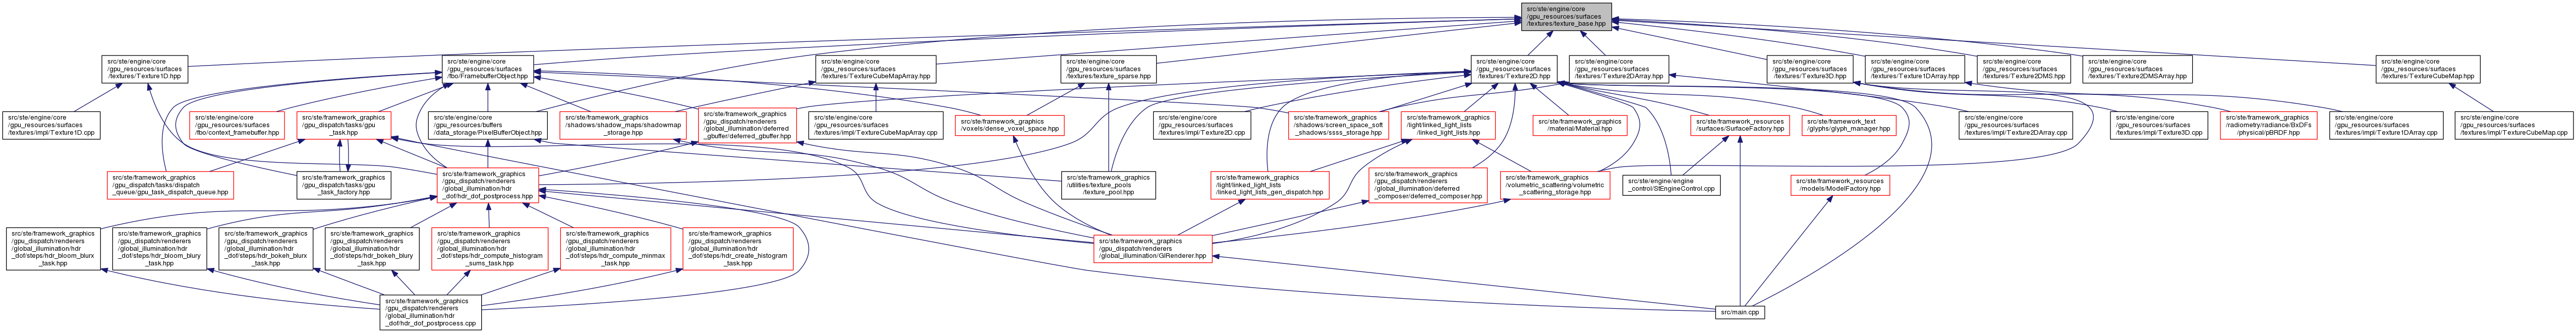 src/ste/engine/core
/gpu_resources/surfaces
/textures/texture_base.hpp
src/ste/engine/core
/gpu_resources/surfaces
/textures/Texture1D.hpp
src/ste/engine/core
/gpu_resources/surfaces
/fbo/FramebufferObject.hpp
src/ste/engine/core
/gpu_resources/surfaces
/textures/TextureCubeMapArray.hpp
src/ste/engine/core
/gpu_resources/surfaces
/textures/texture_sparse.hpp
src/ste/engine/core
/gpu_resources/surfaces
/textures/Texture2D.hpp
src/ste/engine/core
/gpu_resources/surfaces
/textures/Texture2DArray.hpp
src/ste/engine/core
/gpu_resources/surfaces
/textures/Texture3D.hpp
src/ste/engine/core
/gpu_resources/surfaces
/textures/Texture1DArray.hpp
src/ste/engine/core
/gpu_resources/surfaces
/textures/Texture2DMS.hpp
src/ste/engine/core
/gpu_resources/surfaces
/textures/Texture2DMSArray.hpp
src/ste/engine/core
/gpu_resources/surfaces
/textures/TextureCubeMap.hpp
src/ste/engine/core
/gpu_resources/surfaces
/textures/impl/Texture1D.cpp
src/ste/engine/core
/gpu_resources/surfaces
/fbo/context_framebuffer.hpp
src/ste/framework_graphics
/gpu_dispatch/tasks/gpu
_task.hpp
src/ste/engine/core
/gpu_resources/buffers
/data_storage/PixelBufferObject.hpp
src/ste/framework_graphics
/shadows/shadow_maps/shadowmap
_storage.hpp
src/ste/framework_graphics
/gpu_dispatch/renderers
/global_illumination/deferred
_gbuffer/deferred_gbuffer.hpp
src/ste/engine/core
/gpu_resources/surfaces
/textures/impl/TextureCubeMapArray.cpp
src/ste/framework_graphics
/voxels/dense_voxel_space.hpp
src/ste/engine/core
/gpu_resources/surfaces
/textures/impl/Texture2D.cpp
src/ste/framework_graphics
/shadows/screen_space_soft
_shadows/ssss_storage.hpp
src/ste/framework_graphics
/light/linked_light_lists
/linked_light_lists.hpp
src/ste/framework_graphics
/material/Material.hpp
src/ste/framework_resources
/surfaces/SurfaceFactory.hpp
src/ste/framework_text
/glyphs/glyph_manager.hpp
src/ste/engine/core
/gpu_resources/surfaces
/textures/impl/Texture2DArray.cpp
src/ste/engine/core
/gpu_resources/surfaces
/textures/impl/Texture3D.cpp
src/ste/framework_graphics
/radiometry/radiance/BxDFs
/physical/pBRDF.hpp
src/ste/engine/core
/gpu_resources/surfaces
/textures/impl/Texture1DArray.cpp
src/ste/engine/core
/gpu_resources/surfaces
/textures/impl/TextureCubeMap.cpp
src/ste/framework_graphics
/gpu_dispatch/tasks/dispatch
_queue/gpu_task_dispatch_queue.hpp
src/ste/framework_graphics
/gpu_dispatch/tasks/gpu
_task_factory.hpp
src/ste/framework_graphics
/gpu_dispatch/renderers
/global_illumination/hdr
_dof/hdr_dof_postprocess.hpp
src/ste/framework_graphics
/utilities/texture_pools
/texture_pool.hpp
src/ste/framework_graphics
/light/linked_light_lists
/linked_light_lists_gen_dispatch.hpp
src/ste/framework_graphics
/gpu_dispatch/renderers
/global_illumination/deferred
_composer/deferred_composer.hpp
src/ste/framework_graphics
/volumetric_scattering/volumetric
_scattering_storage.hpp
src/ste/engine/engine
_control/StEngineControl.cpp
src/ste/framework_resources
/models/ModelFactory.hpp
src/ste/framework_graphics
/gpu_dispatch/renderers
/global_illumination/hdr
_dof/steps/hdr_bloom_blurx
_task.hpp
src/ste/framework_graphics
/gpu_dispatch/renderers
/global_illumination/hdr
_dof/steps/hdr_bloom_blury
_task.hpp
src/ste/framework_graphics
/gpu_dispatch/renderers
/global_illumination/hdr
_dof/steps/hdr_bokeh_blurx
_task.hpp
src/ste/framework_graphics
/gpu_dispatch/renderers
/global_illumination/hdr
_dof/steps/hdr_bokeh_blury
_task.hpp
src/ste/framework_graphics
/gpu_dispatch/renderers
/global_illumination/hdr
_dof/steps/hdr_compute_histogram
_sums_task.hpp
src/ste/framework_graphics
/gpu_dispatch/renderers
/global_illumination/hdr
_dof/steps/hdr_compute_minmax
_task.hpp
src/ste/framework_graphics
/gpu_dispatch/renderers
/global_illumination/hdr
_dof/steps/hdr_create_histogram
_task.hpp
src/ste/framework_graphics
/gpu_dispatch/renderers
/global_illumination/GIRenderer.hpp
src/ste/framework_graphics
/gpu_dispatch/renderers
/global_illumination/hdr
_dof/hdr_dof_postprocess.cpp
src/main.cpp